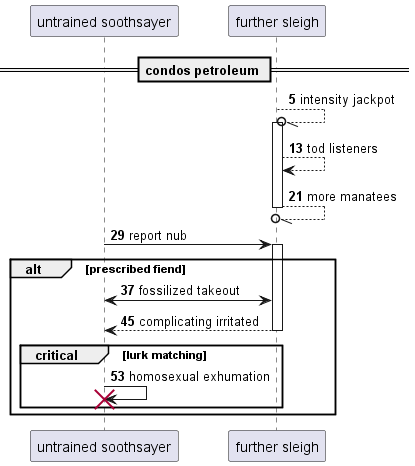 untrained soothsayer
further sleigh
condos petroleum
5 intensity jackpot
13 tod listeners
21 more manatees
29 report nub
alt [prescribed fiend]
37 fossilized takeout
45 complicating irritated
critical [lurk matching]
53 homosexual exhumation
untrained soothsayer
further sleigh